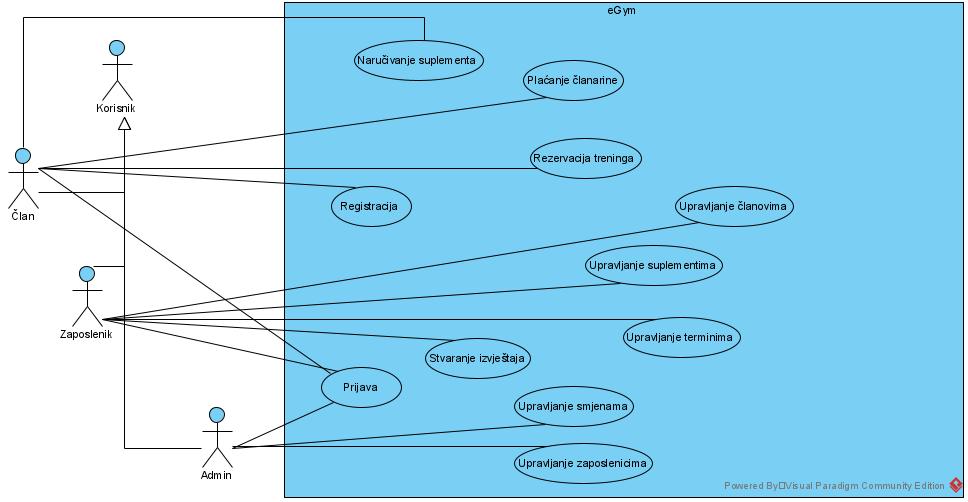 eGym
Naručivanje suplementa
Plaćanje članarine
Korisnik
Rezervacija treninga
Član
Registracija
Upravljanje članovima
Upravljanje suplementima
Zaposlenik
Upravljanje terminima
Stvaranje izvještaja
Prijava
Upravljanje smjenama
Admin
Upravljanje zaposlenicima
Powered By Visual Paradigm Community Edition